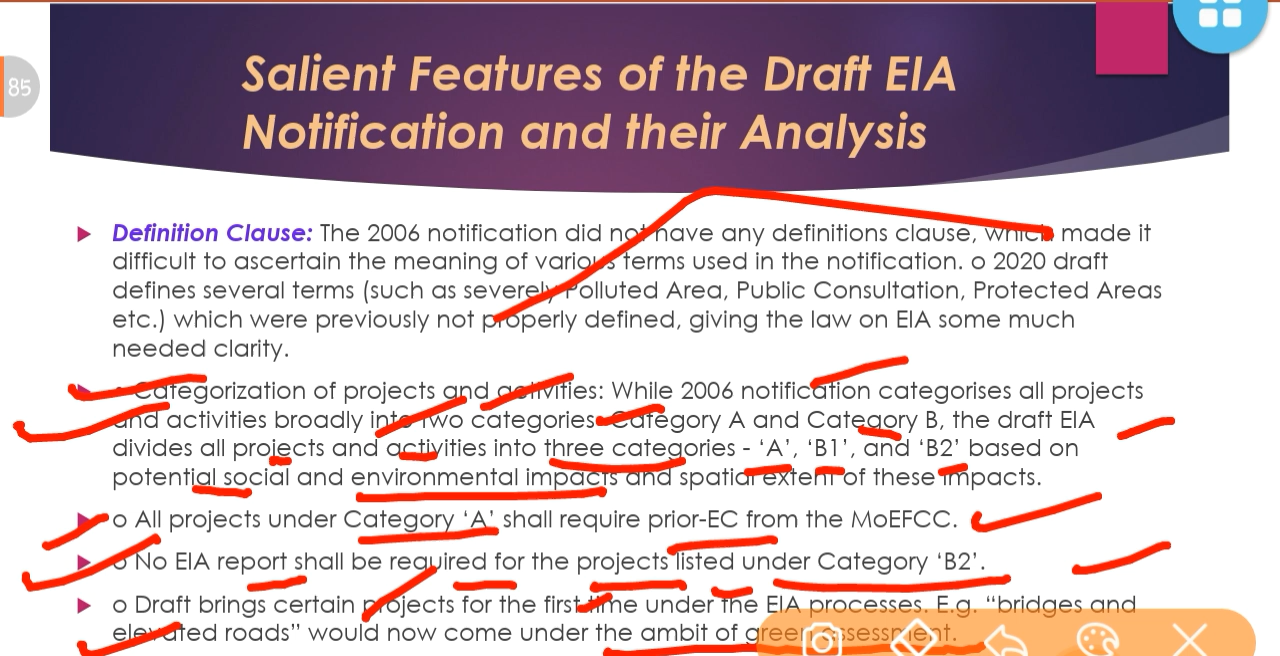 85
Salient Features of the Draft EIA
Notification and their Analysis
Definition Clause: The 2006 notification did not have any definitions clause, which made it
difficult to ascertain the meaning of various terms used in the notification. o 2020 draft
defines several terms (such as severely Polluted Area, Public Consultation, Protected Areas
etc.) which were previously not properly defined, giving the law on EIA some much
needed clarity.
• Categorization of projects and activities: While 2006 notification categorises all projects
and activities broadly into two categories- Category A and Category B, the draft EIA
divides all projects and activities into three categories - ‘A’, ‘B1’, and ‘B2’ based on
potential social and environmental impacts and spatial extent of these impacts.
o All projects under Category ‘A’ shall require prior-EC from the MoEFCC.
o No EIA report shall be required for the projects listed under Category ‘B2’.
o Draft brings certain projects for the first time under the EIA processes. E.g. “bridges and
elevated roads” would now come under the ambit of green assessment.